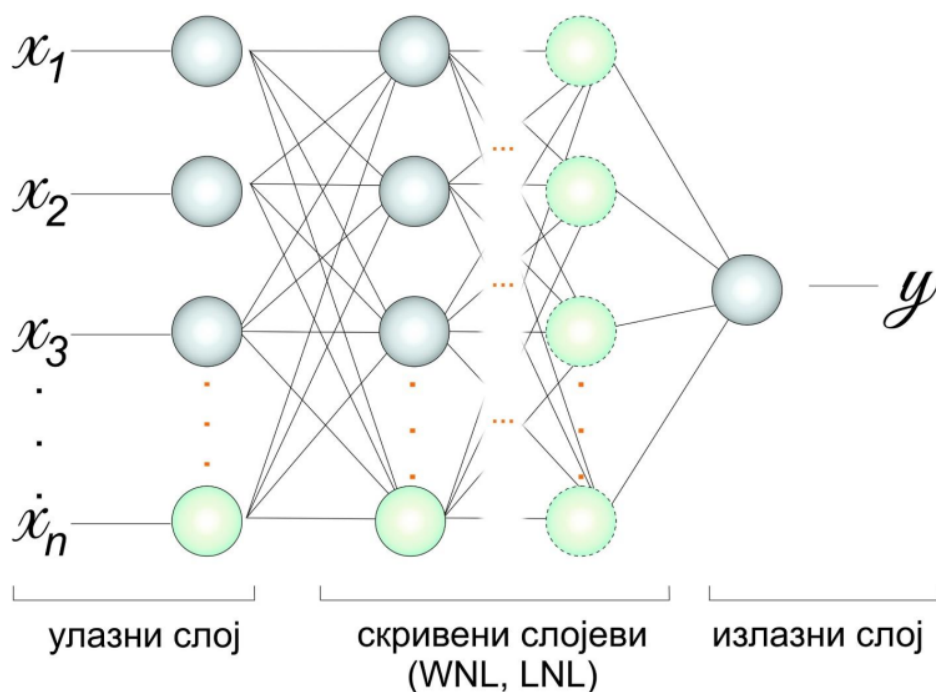 x1
x2
x3
xn
y
улазни слој
скривени слојеви
(WNL, LNL)
излазни слој